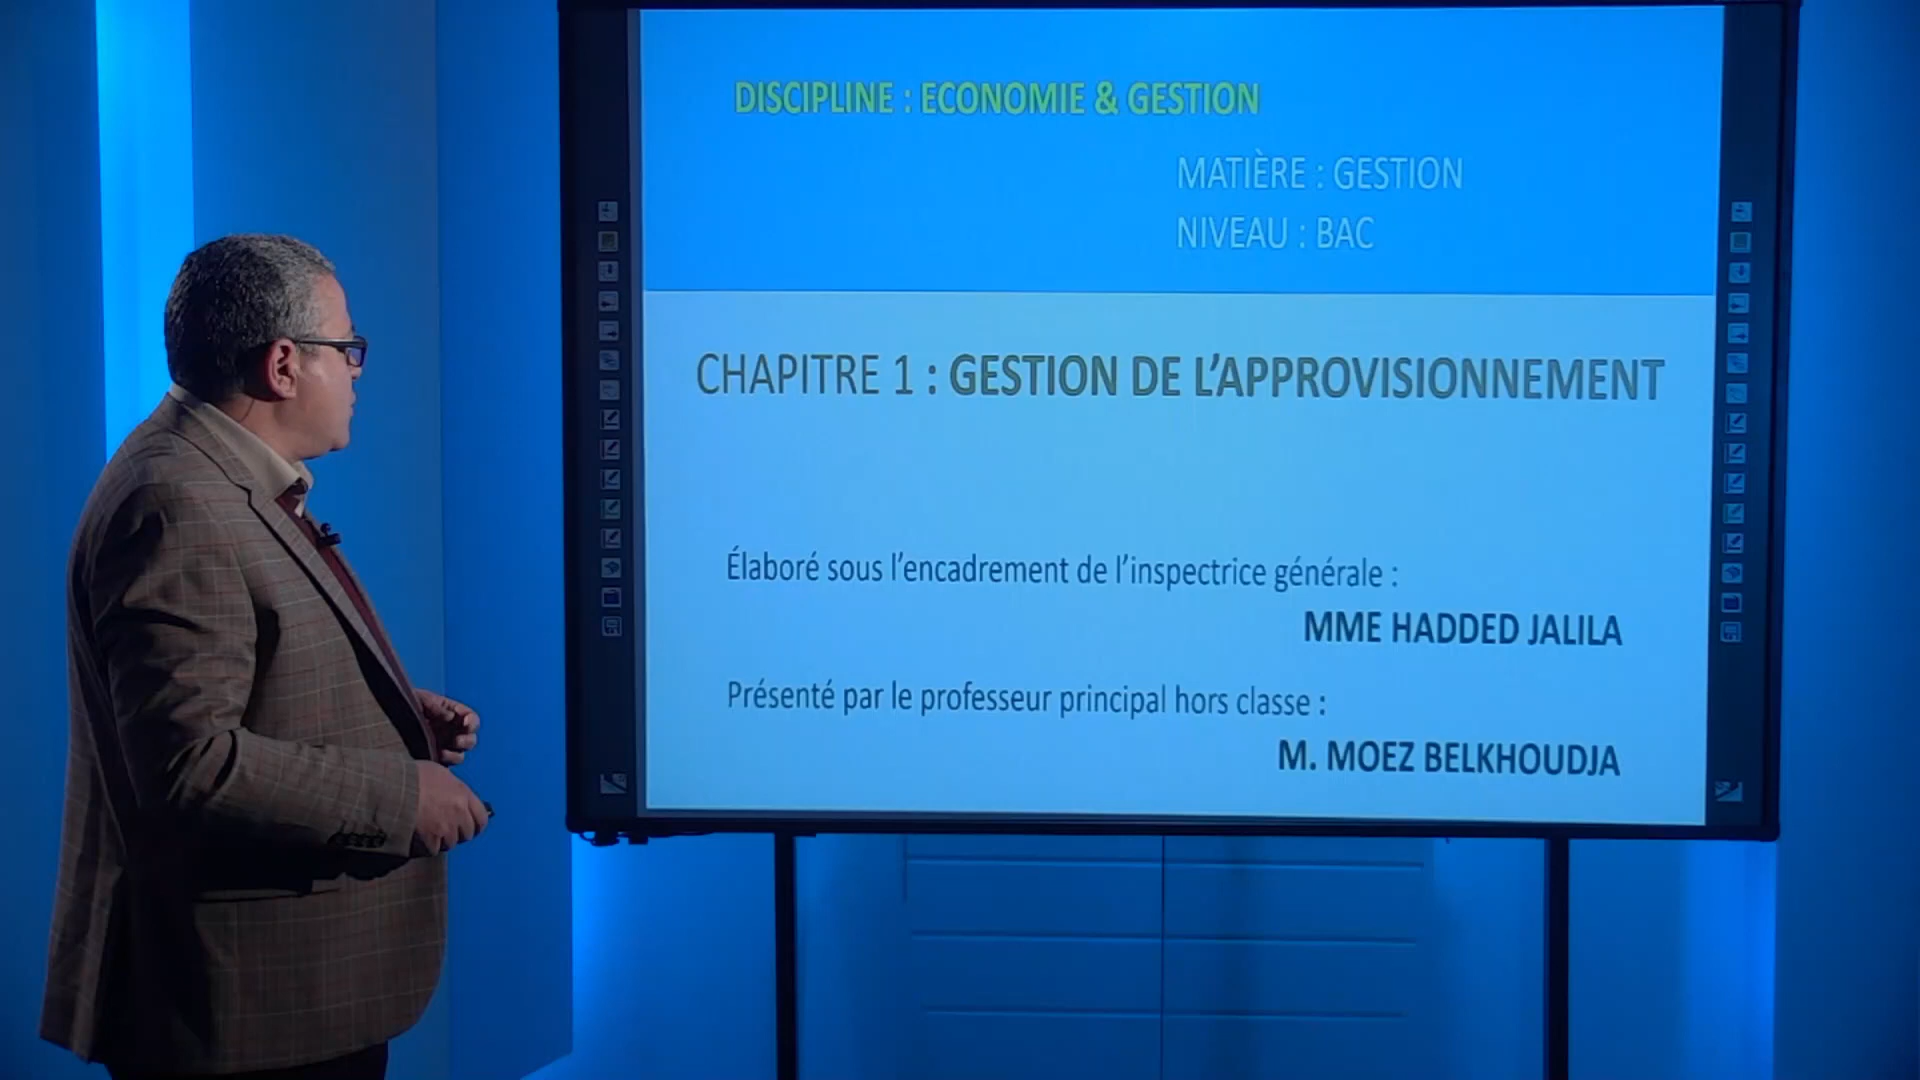 DISCIPLINE : ECONOMIE & GESTION
MATIÈRE : GESTION
NIVEAU : BAC
CHAPITRE 1 : GESTION DE L’APPROVISIONNEMENT
Élaboré sous l’encadrement de l’inspectrice générale :
MME HADDED JALILA
Présenté par le professeur principal hors classe :
M. MOEZ BELKHOUDJA